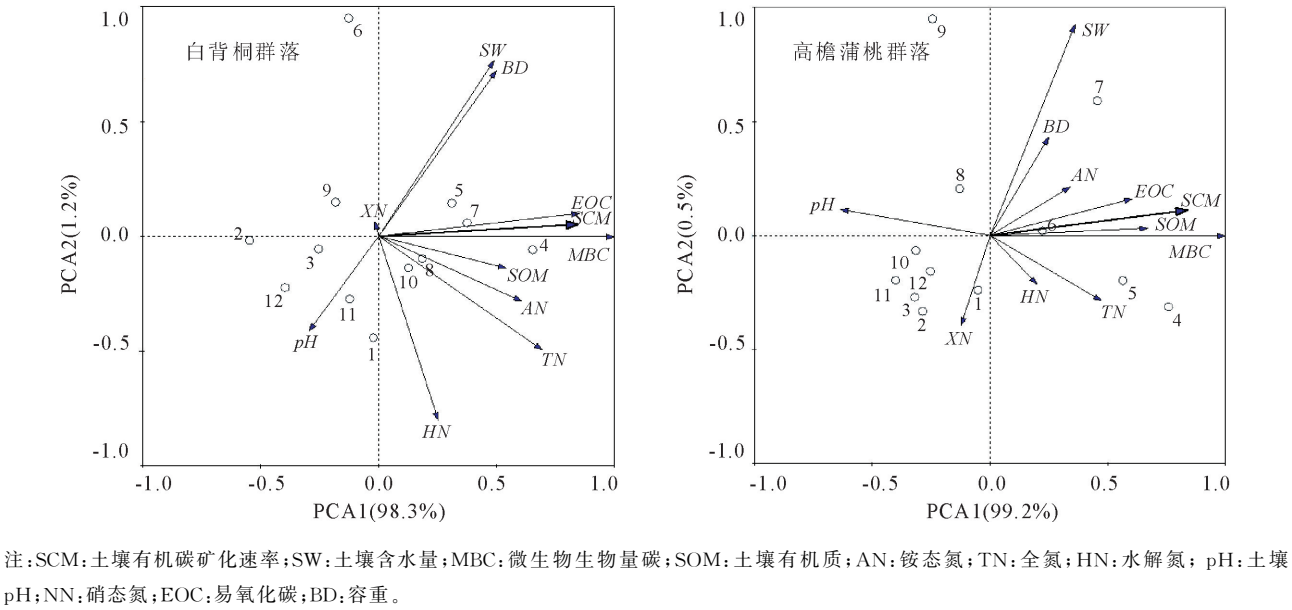 白背桐群落
1.0
0.5
0.0
-0.5
-1.0
PCA2(1.2%)
6
SW
BD
9
XN
5
7
EOC
SCM
2
3
4
MBC
10
8
SOM
12
11
AN
pH
1
TN
HN
-1.0 -0.5 0.0 0.5 1.0
PCA1(98.3%)
高檐蒲桃群落
1.0
0.5
0.0
-0.5
-1.0
PCA2(0.5%)
9
SW
7
BD
8
AN
pH
EOC
SCM
6
SOM
MBC
10
12
11
HN
5
3
2
1
TN
4
XN
-1.0 -0.5 0.0 0.5 1.0
PCA1(99.2%)
注:SCM:土壤有机碳矿化速率;SW:土壤含水量;MBC:微生物生物量碳;SOM:土壤有机质;AN:铵态氮;TN:全氮;HN:水解氮; pH:土壤
pH;NN:硝态氮;EOC:易氧化碳;BD:容重。